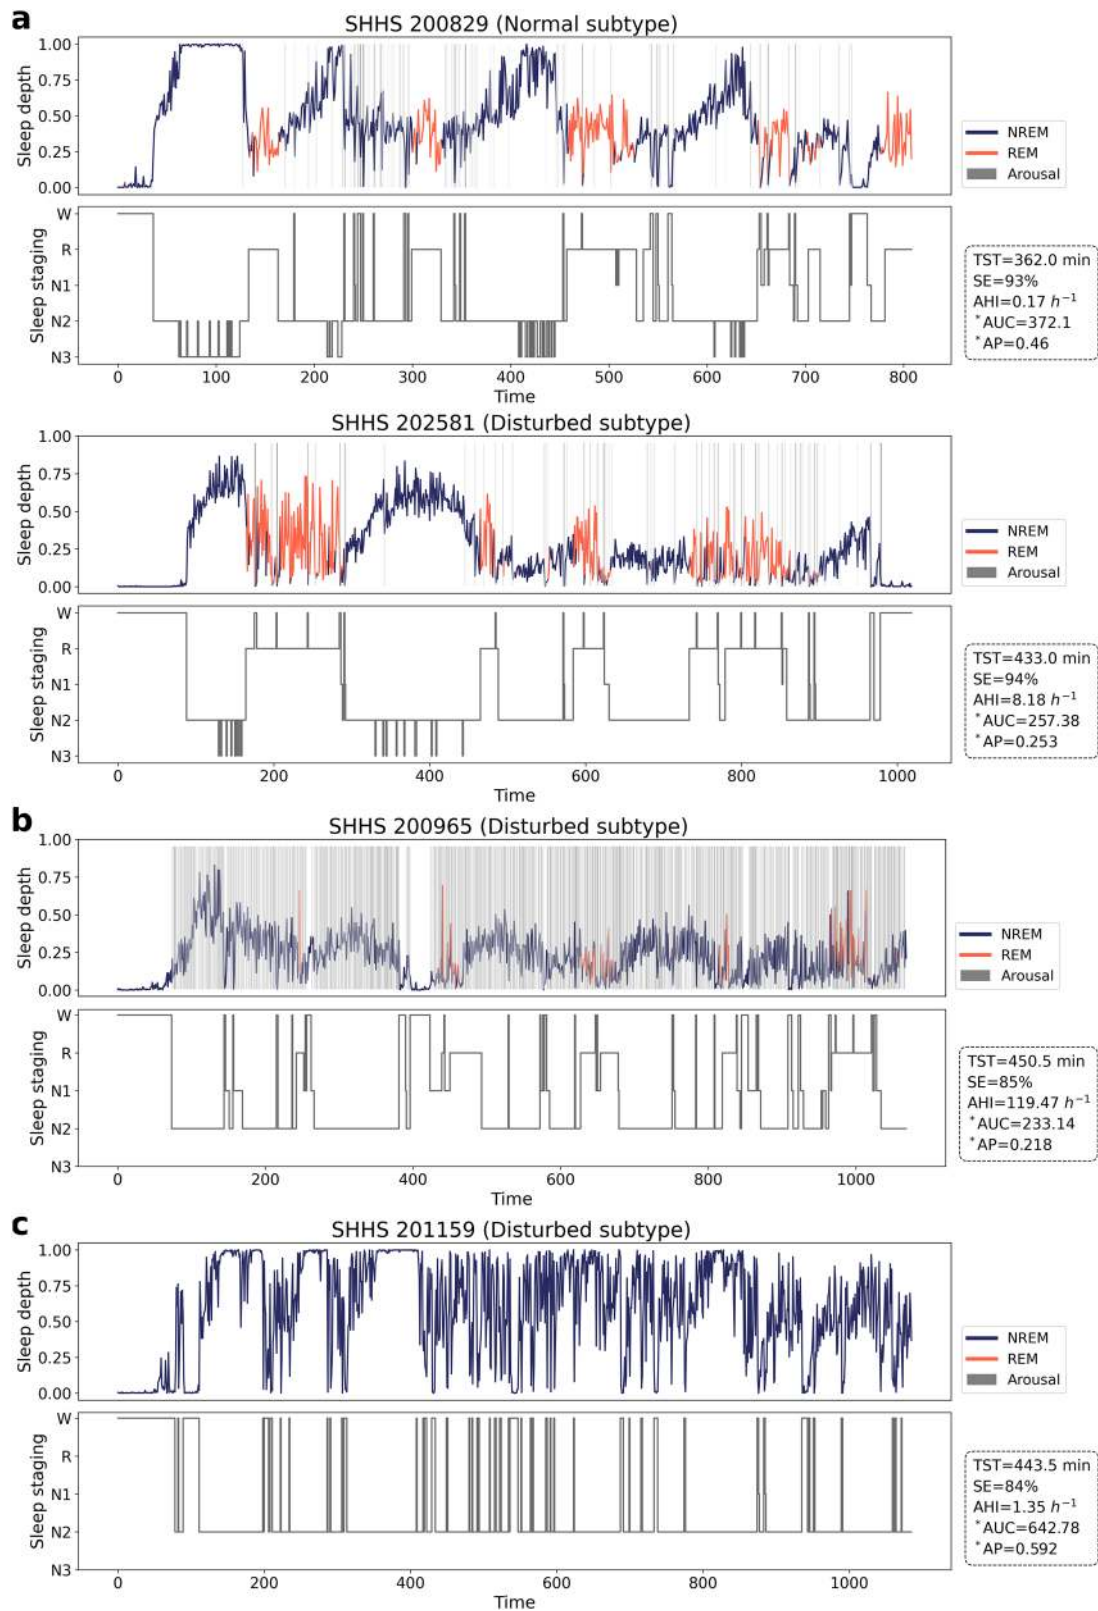 a
SHHS 200829 (Normal subtype)
Sleep depth
1.00
0.75
0.50
0.25
0.00
NREM
REM
Arousal
Sleep staging
W
R
N1
N2
N3
TST=362.0 min
SE=93%
AHI=0.17 h⁻¹
*AUC=372.1
*AP=0.46
0 100 200 300 400 500 600 700 800
Time
SHHS 202581 (Disturbed subtype)
Sleep depth
1.00
0.75
0.50
0.25
0.00
NREM
REM
Arousal
Sleep staging
W
R
N1
N2
N3
TST=433.0 min
SE=94%
AHI=8.18 h⁻¹
*AUC=257.38
*AP=0.253
0 200 400 600 800 1000
Time
b
SHHS 200965 (Disturbed subtype)
Sleep depth
1.00
0.75
0.50
0.25
0.00
NREM
REM
Arousal
Sleep staging
W
R
N1
N2
N3
TST=450.5 min
SE=85%
AHI=119.47 h⁻¹
*AUC=233.14
*AP=0.218
0 200 400 600 800 1000
Time
c
SHHS 201159 (Disturbed subtype)
Sleep depth
1.00
0.75
0.50
0.25
0.00
NREM
REM
Arousal
Sleep staging
W
R
N1
N2
N3
TST=443.5 min
SE=84%
AHI=1.35 h⁻¹
*AUC=642.78
*AP=0.592
0 200 400 600 800 1000
Time